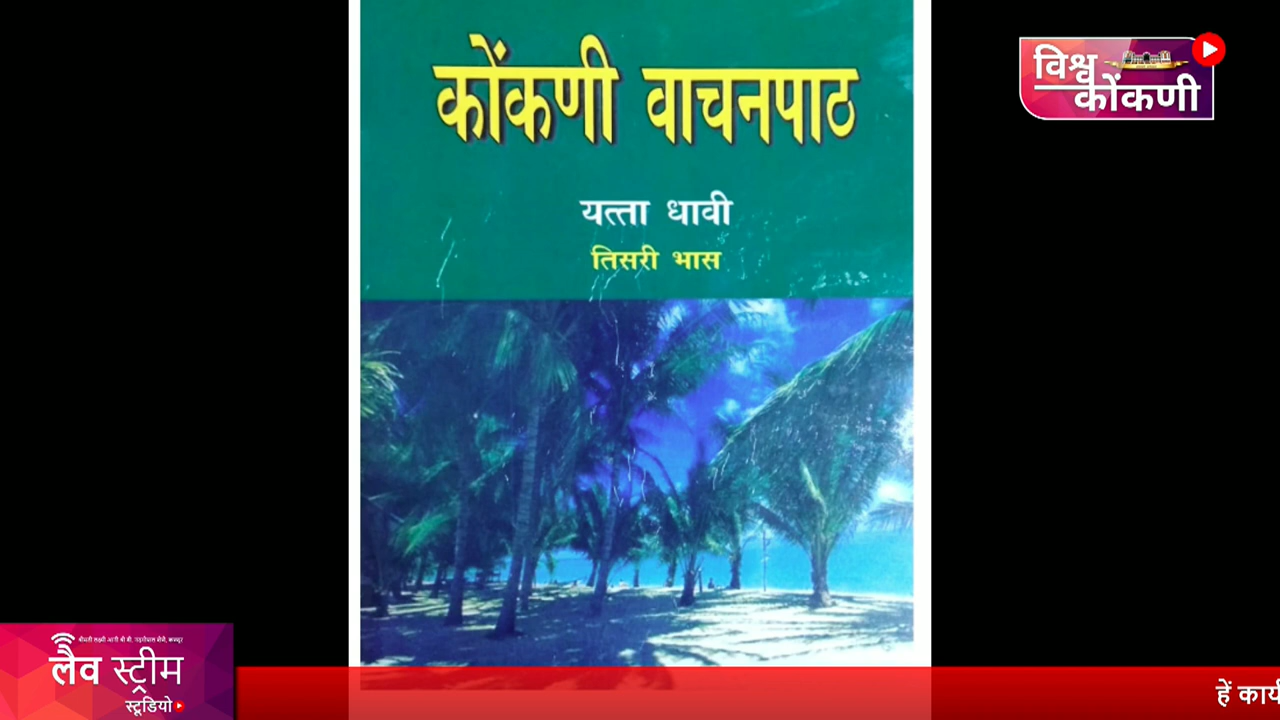 कोंकणी वाचनपाठ
यत्ता धावी
तिसरी भास
विश्व
कोंकणी
लैव स्ट्रीम
स्टूडियो
हें कार्य